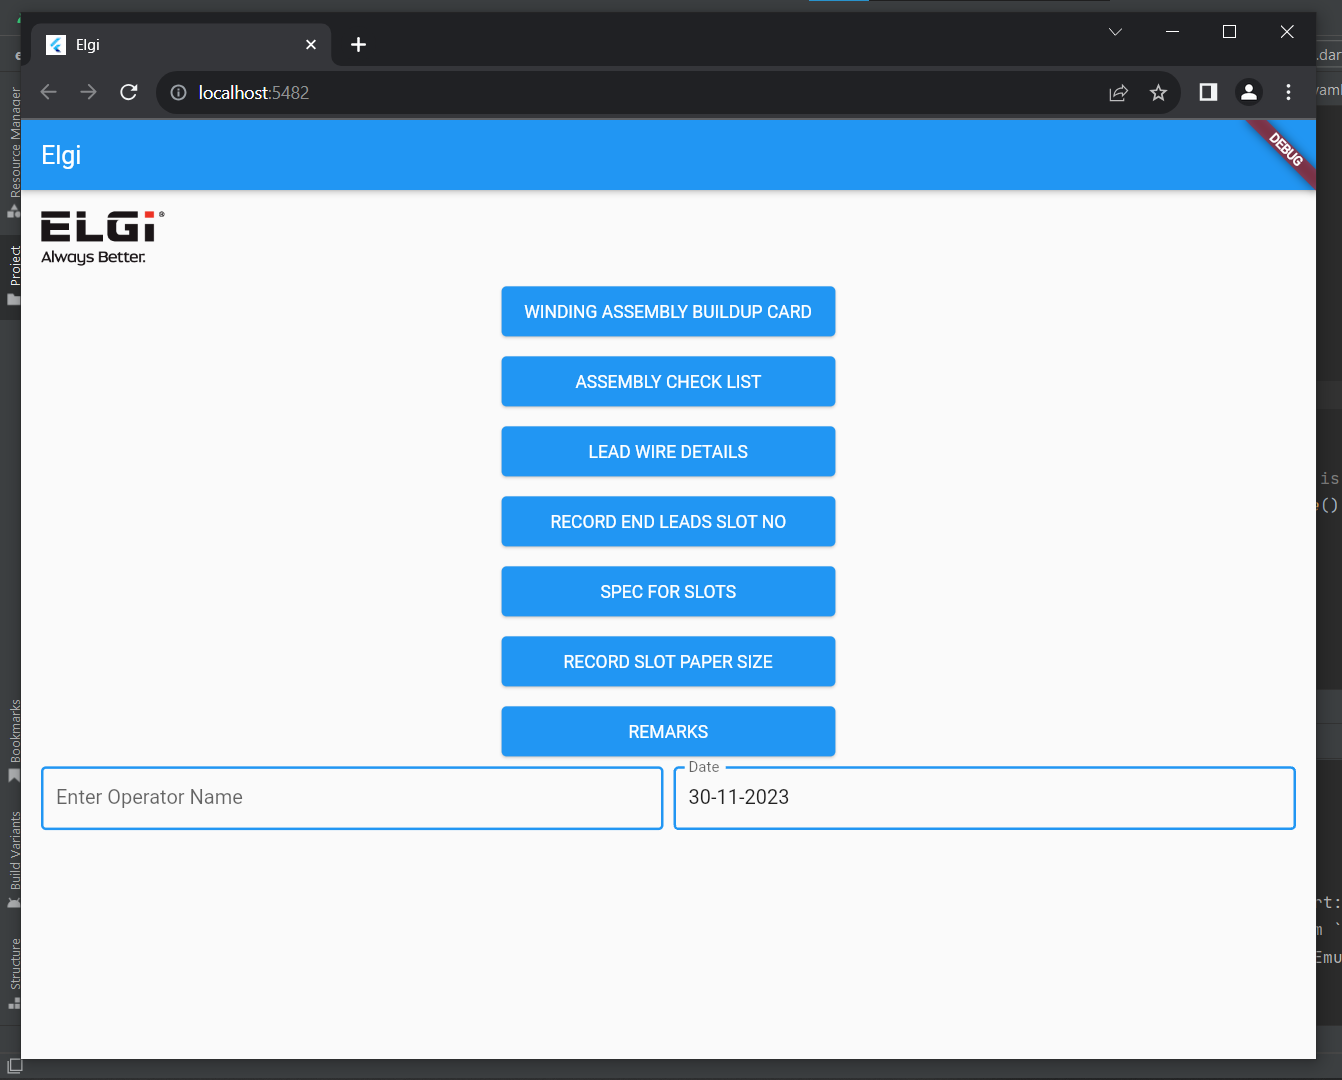 Elgi
localhost:5482
Elgi
DEBUG
ELGi®
Always Better.
WINDING ASSEMBLY BUILDUP CARD
ASSEMBLY CHECK LIST
LEAD WIRE DETAILS
RECORD END LEADS SLOT NO
SPEC FOR SLOTS
RECORD SLOT PAPER SIZE
REMARKS
Enter Operator Name
Date
30-11-2023
Resource Manager
Project
Bookmarks
Build Variants
Structure
is
()